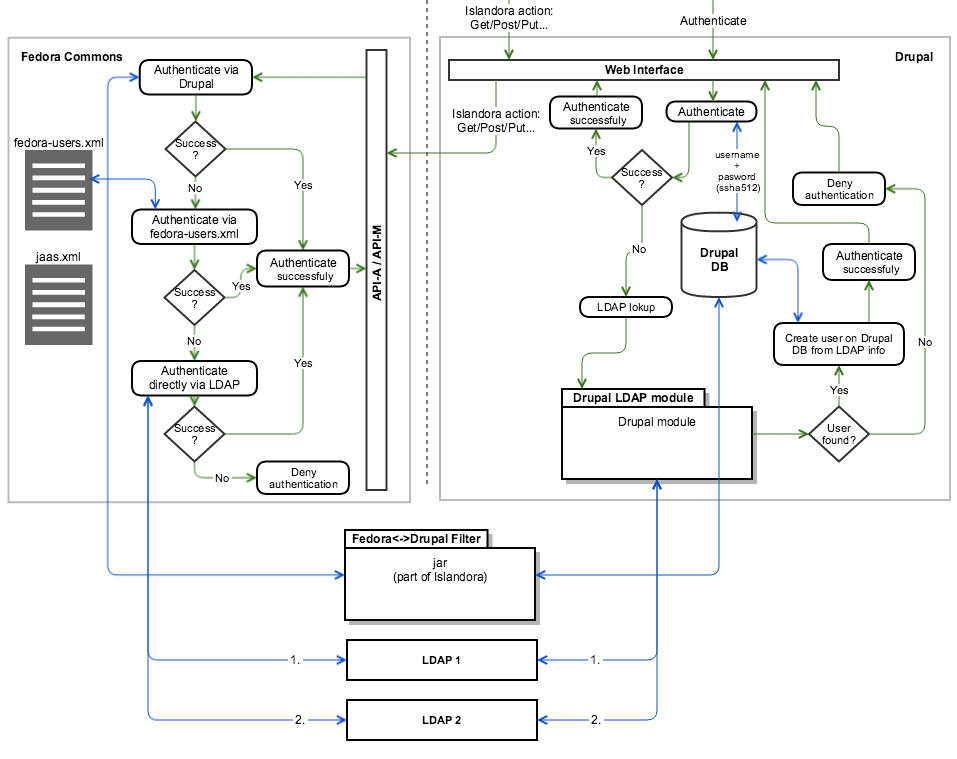 Islandora action:
Get/Post/Put...
Authenticate
Fedora Commons
Authenticate via
Drupal
Success
?
No
Yes
fedora-users.xml
Authenticate via
fedora-users.xml
jaas.xml
Success
?
Yes
Authenticate
successfuly
No
Authenticate
directly via LDAP
Yes
Success
?
No
Deny
authentication
API-A / API-M
Drupal
Web Interface
Islandora action:
Get/Post/Put...
Authenticate
successfuly
Authenticate
Yes
Success
?
username
+
pasword
(ssha512)
Deny
authentication
No
Drupal
DB
Authenticate
successfuly
LDAP lokup
Create user on Drupal
DB from LDAP info
No
Yes
Drupal LDAP module
Drupal module
User
found?
Fedora<->Drupal Filter
jar
(part of Islandora)
1.
LDAP 1
1.
2.
LDAP 2
2.